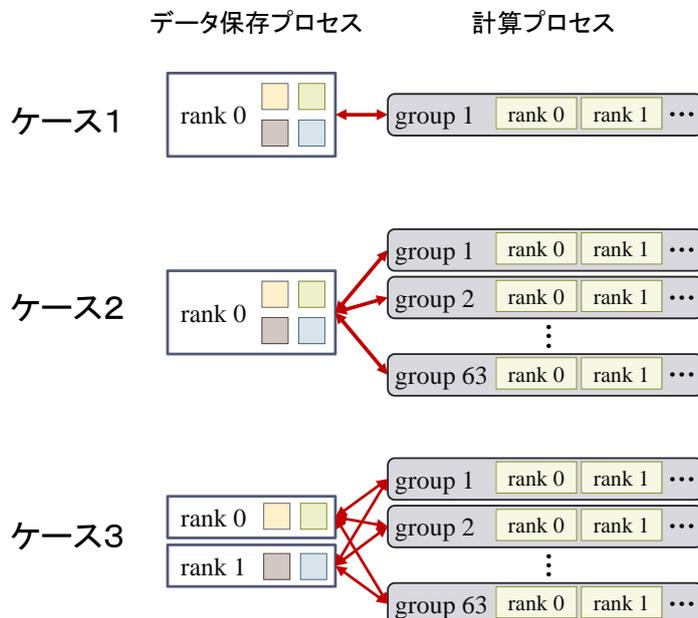 データ保存プロセス 計算プロセス
ケース1
rank 0
group 1 rank 0 rank 1 …
ケース2
rank 0
group 1 rank 0 rank 1 …
group 2 rank 0 rank 1 …
⋮
group 63 rank 0 rank 1 …
ケース3
rank 0
rank 1
group 1 rank 0 rank 1 …
group 2 rank 0 rank 1 …
⋮
group 63 rank 0 rank 1 …